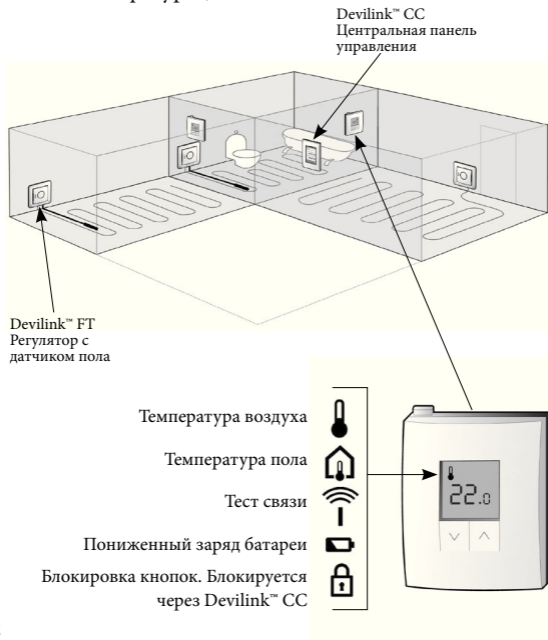 Devilink™ CC
Центральная панель
управления
Devilink™ FT
Регулятор с
датчиком пола
Температура воздуха
Температура пола
Тест связи
Пониженный заряд батареи
Блокировка кнопок. Блокируется
через Devilink™ CC
22.0